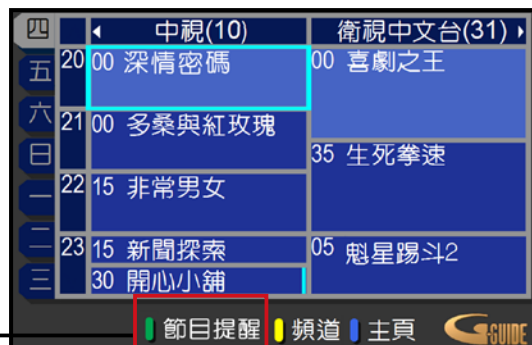 四 ◂ 中視(10) 衛視中文台(31) ▸
五 20 00 深情密碼 00 喜劇之王
六 21 00 多桑與紅玫瑰
日 35 生死拳速
一 22 15 非常男女
二 23 15 新聞探索 05 魁星踢斗2
三 30 開心小舖
節目提醒 頻道 主頁 G-GUIDE